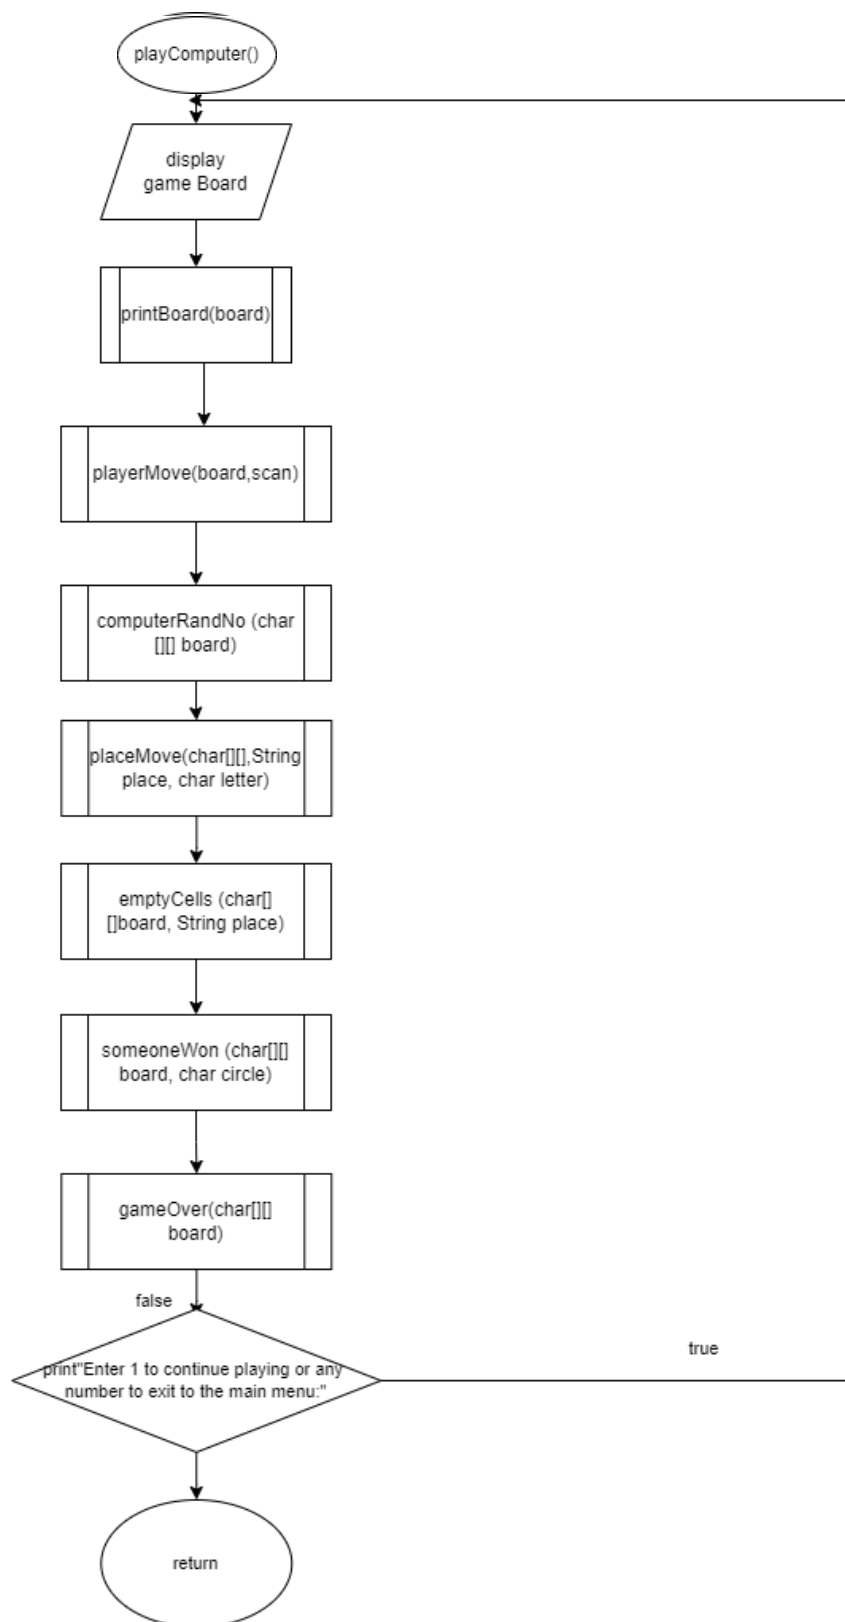 playComputer()
display
game Board
printBoard(board)
playerMove(board,scan)
computerRandNo (char
[][] board)
placeMove(char[][],String
place, char letter)
emptyCells (char[]
[]board, String place)
someoneWon (char[][]
board, char circle)
gameOver(char[][]
board)
false
print"Enter 1 to continue playing or any
number to exit to the main menu:"
true
return